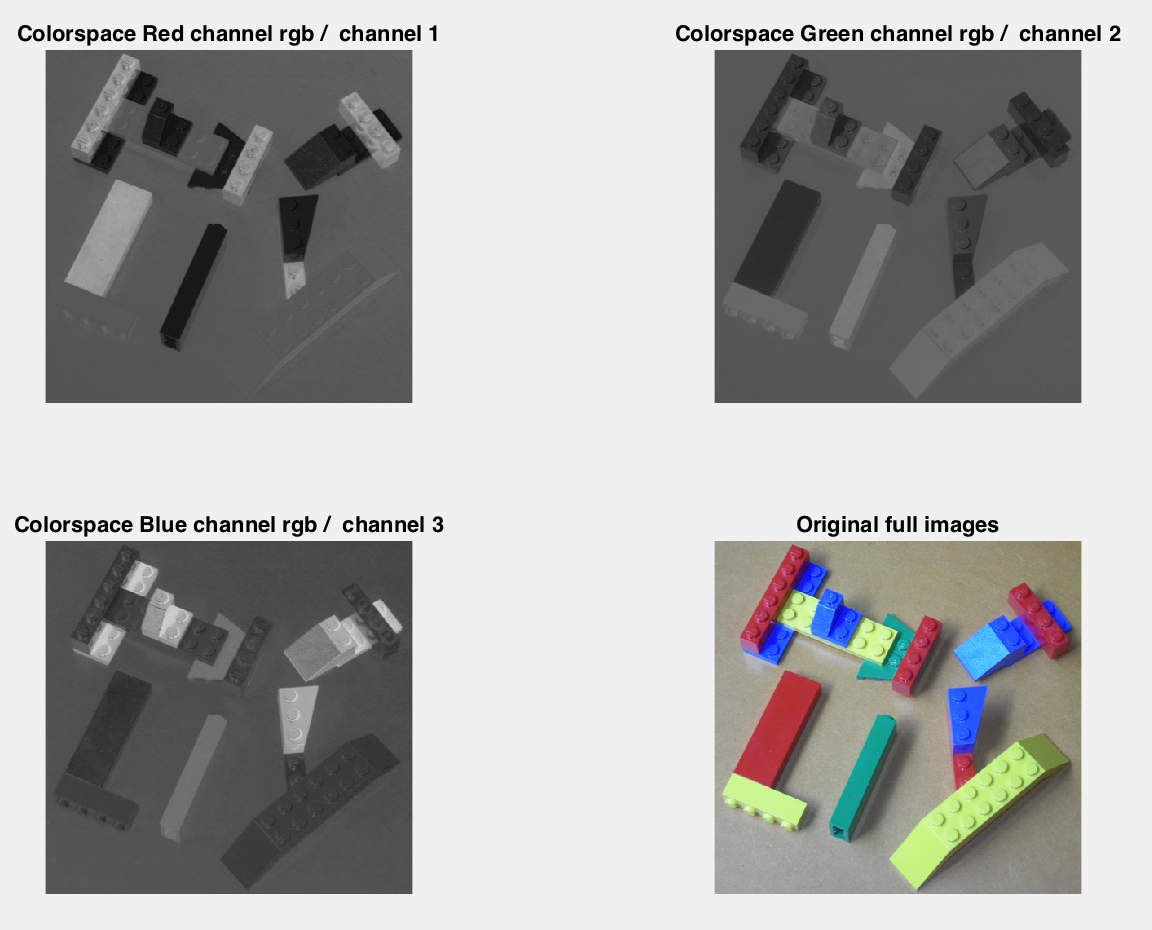 Colorspace Red channel rgb /  channel 1
Colorspace Green channel rgb /  channel 2
Colorspace Blue channel rgb /  channel 3
Original full images